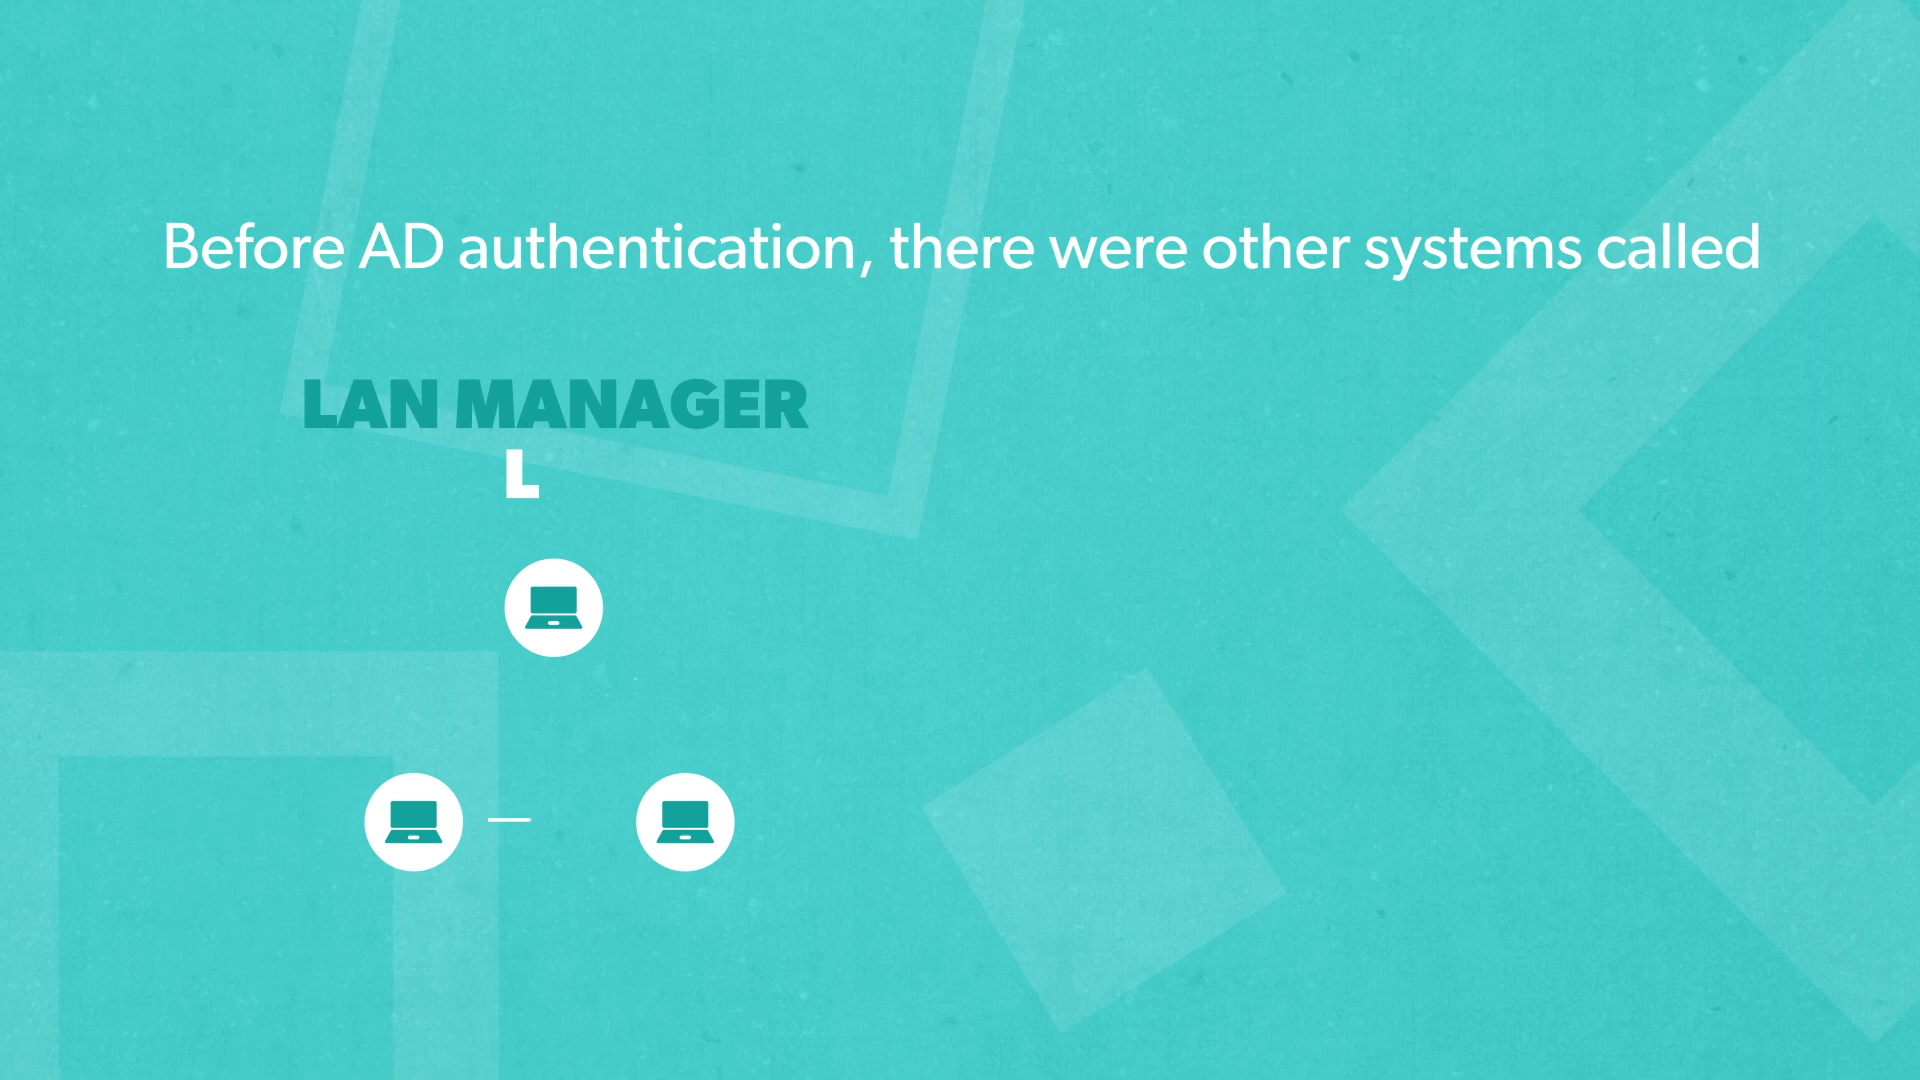 Before AD authentication, there were other systems called
LAN MANAGER
L